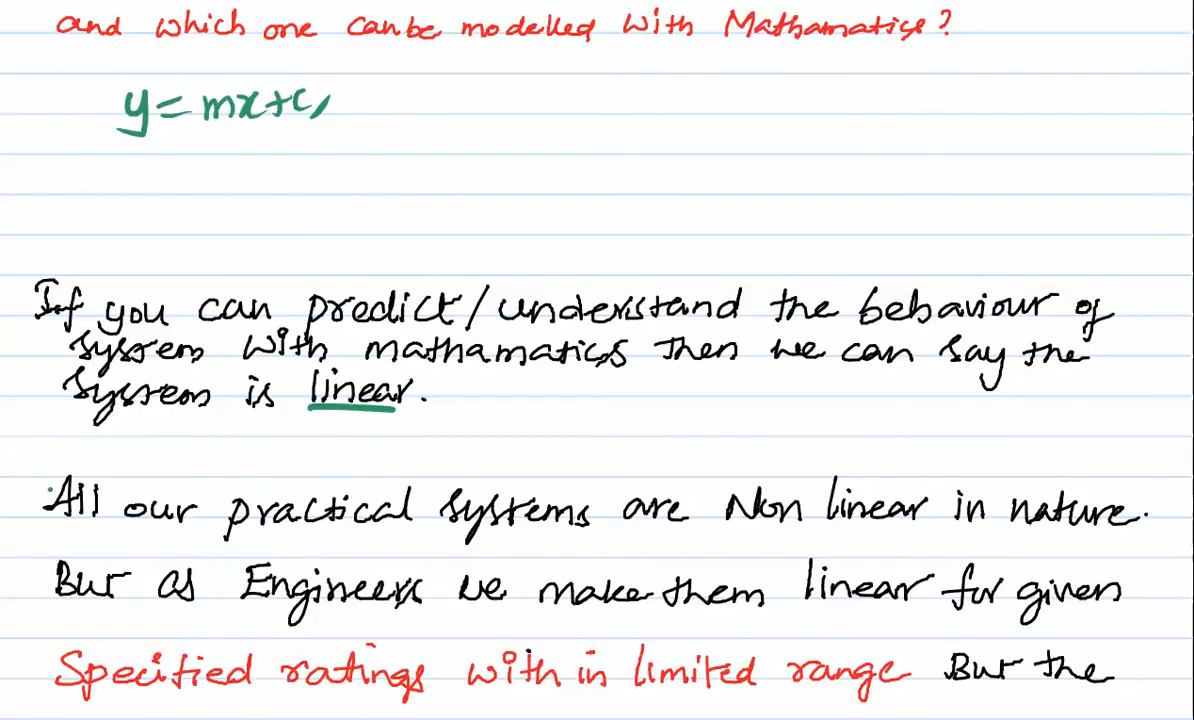 and which one canbe modelled with Mathamatics?
y=mx+c,
If you can predict/understand the behaviour of
system with mathamatics then we can say the
system is linear.
All our practical systems are Non linear in nature.
But as Engineers we make them linear for given
Specified ratings with in limited range But the